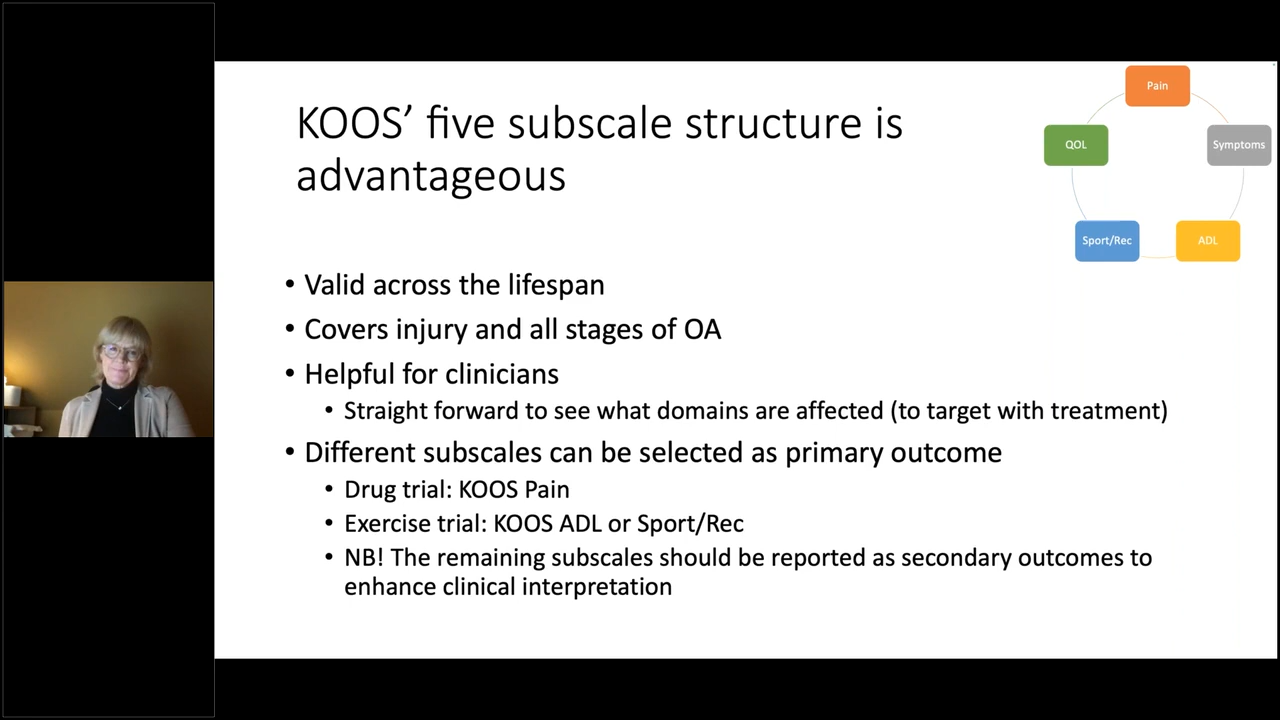 KOOS’ five subscale structure is
advantageous
Pain
QOL
Symptoms
Sport/Rec
ADL
• Valid across the lifespan
• Covers injury and all stages of OA
• Helpful for clinicians
• Straight forward to see what domains are affected (to target with treatment)
• Different subscales can be selected as primary outcome
• Drug trial: KOOS Pain
• Exercise trial: KOOS ADL or Sport/Rec
• NB! The remaining subscales should be reported as secondary outcomes to
enhance clinical interpretation